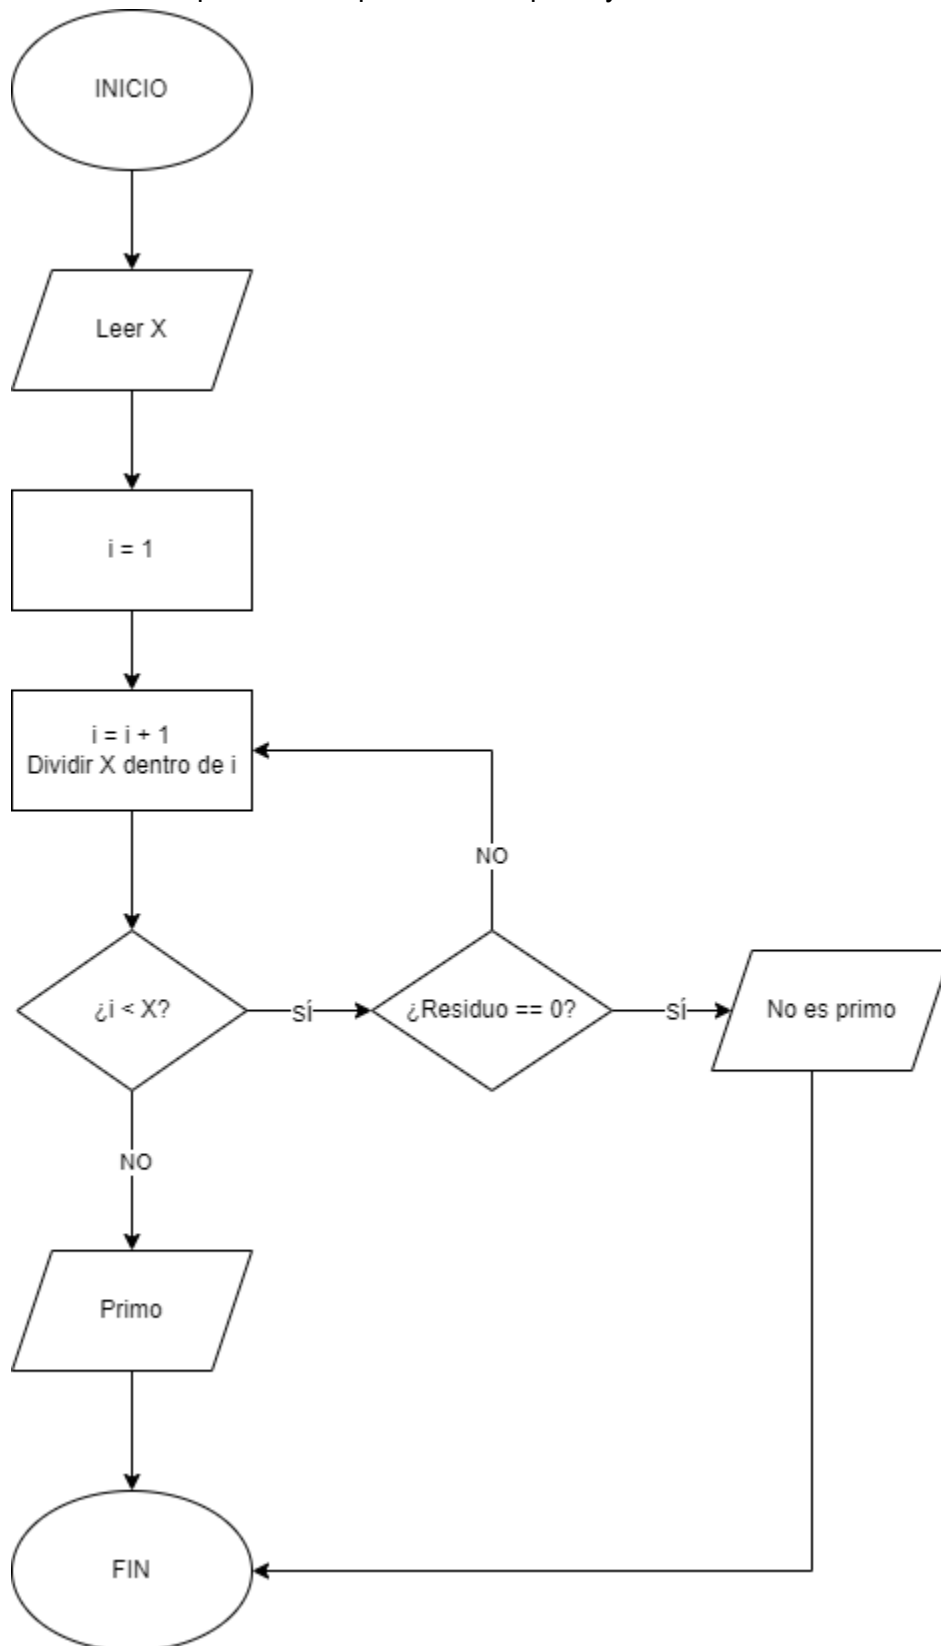 INICIO
Leer X
i = 1
i = i + 1
Dividir X dentro de i
NO
¿i < X?
SÍ
¿Residuo == 0?
SÍ
No es primo
NO
Primo
FIN